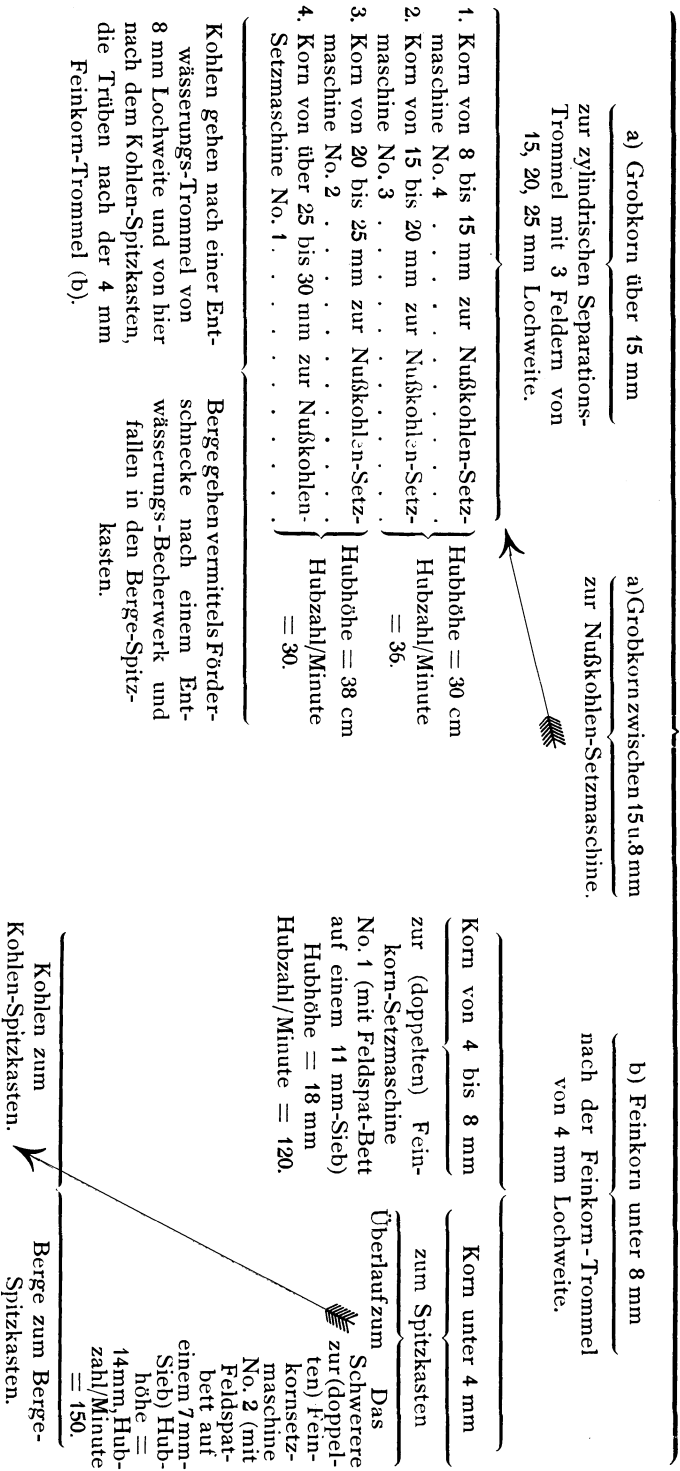 a) Grobkorn über 15 mm
zur zylindrischen Separations-
Trommel mit 3 Feldern von
15, 20, 25 mm Lochweite.
a) Grobkorn zwischen 15 u. 8 mm
zur Nußkohlen-Setzmaschine.
1. Korn von 8 bis 15 mm zur Nußkohlen-Setz-
maschine No. 4 . . . . . . . . . .
2. Korn von 15 bis 20 mm zur Nußkohlen-Setz-
maschine No. 3 . . . . . . . . . .
3. Korn von 20 bis 25 mm zur Nußkohlen-Setz-
maschine No. 2 . . . . . . . . . .
4. Korn von über 25 bis 30 mm zur Nußkohlen-
Setzmaschine No. 1 . . . . . . . . . .
Hubhöhe = 30 cm
Hubzahl/Minute
= 36.
Hubhöhe = 38 cm
Hubzahl/Minute
= 30.
Kohlen gehen nach einer Ent-
wässerungs-Trommel von
8 mm Lochweite und von hier
nach dem Kohlen-Spitzkasten,
die Trüben nach der 4 mm
Feinkorn-Trommel (b).
Berge gehen vermittels Förder-
schnecke nach einem Ent-
wässerungs-Becherwerk und
fallen in den Berge-Spitz-
kasten.
b) Feinkorn unter 8 mm
nach der Feinkorn-Trommel
von 4 mm Lochweite.
Korn von 4 bis 8 mm
zur (doppelten) Fein-
korn-Setzmaschine
No. 1 (mit Feldspat-Bett
auf einem 11 mm-Sieb)
Hubhöhe = 18 mm
Hubzahl/Minute = 120.
Korn unter 4 mm
zum Spitzkasten
Überlauf zum
Das
Schwerere
zur (doppel-
ten) Fein-
kornsetz-
maschine
No. 2 (mit
Feldspat-
bett auf
einem 7 mm-
Sieb) Hub-
höhe =
14 mm, Hub-
zahl/Minute
= 150.
Kohlen zum
Kohlen-Spitzkasten.
Berge zum Berge-
Spitzkasten.